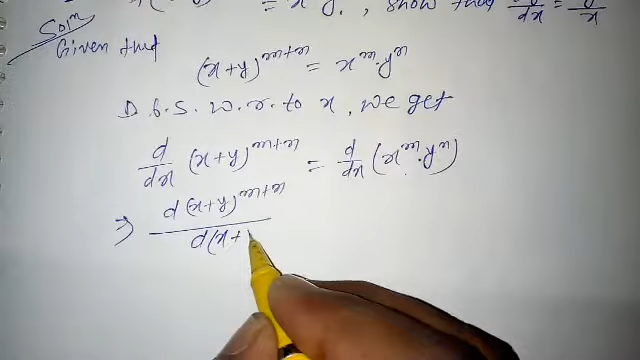 = x y , show that dy/dx = y/x
Soln
Given that
(x+y)^{m+n} = x^m . y^n
D.b.S. w.r.to x, we get
d/dx (x+y)^{m+n} = d/dx (x^m . y^n)
⇒ d(x+y)^{m+n} / d(x+